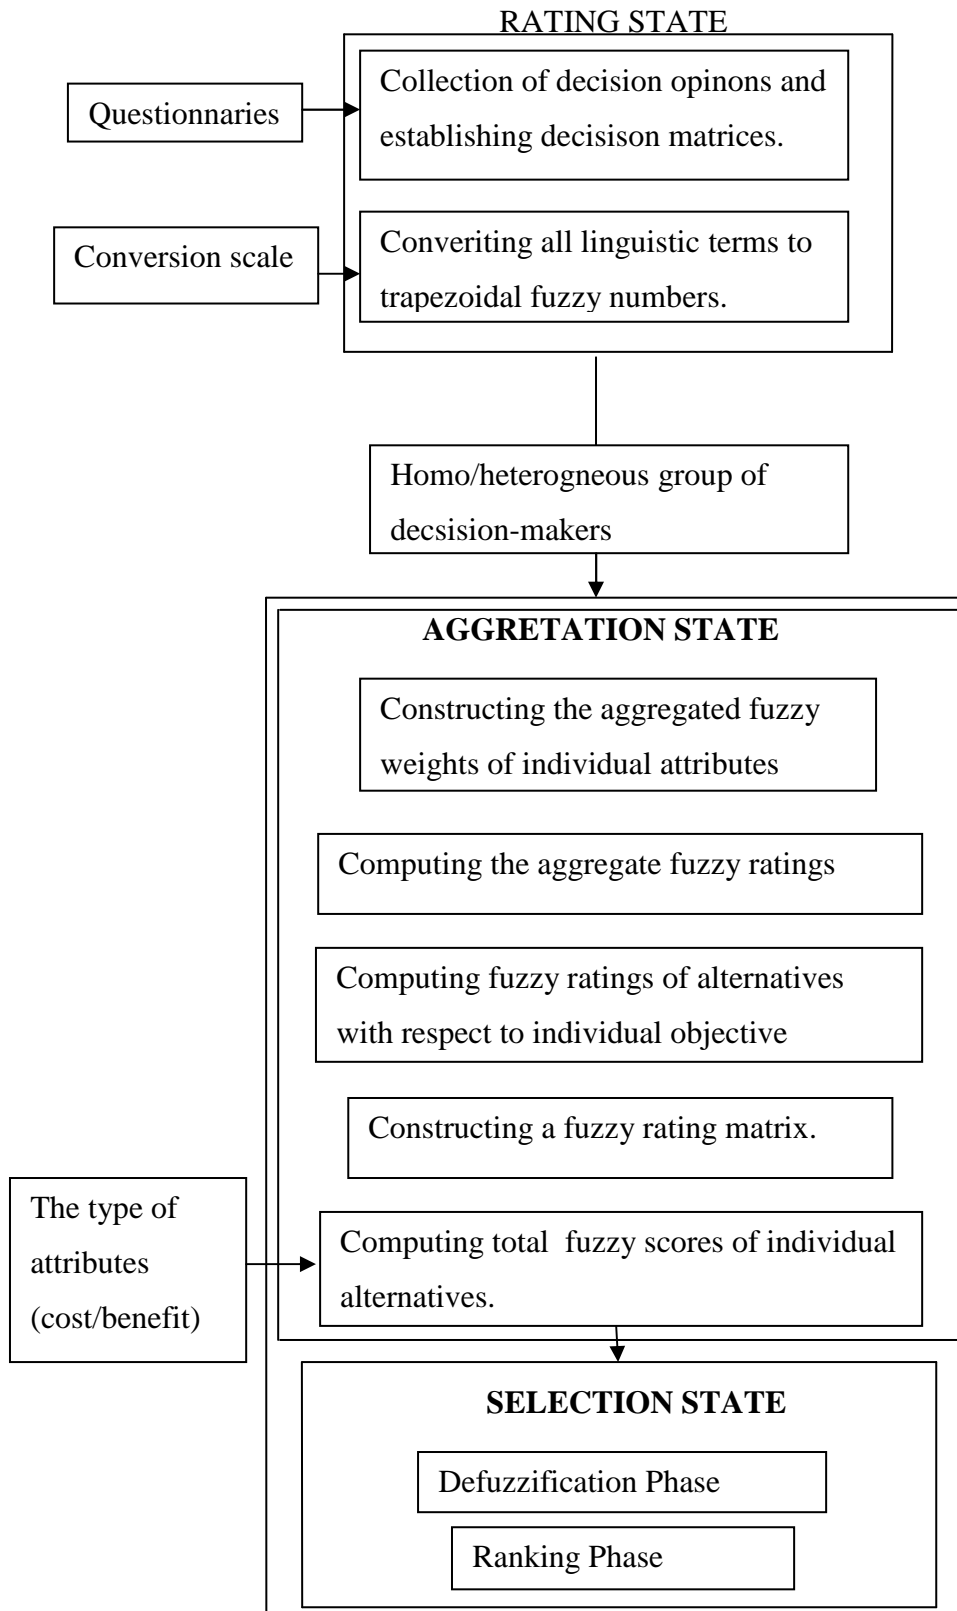 RATING STATE
Questionnaries
Collection of decision opinons and
establishing decisison matrices.
Conversion scale
Converiting all linguistic terms to
trapezoidal fuzzy numbers.
Homo/heterogneous group of
decsision-makers
AGGRETATION STATE
Constructing the aggregated fuzzy
weights of individual attributes
Computing the aggregate fuzzy ratings
Computing fuzzy ratings of alternatives
with respect to individual objective
Constructing a fuzzy rating matrix.
The type of
attributes
(cost/benefit)
Computing total  fuzzy scores of individual
alternatives.
SELECTION STATE
Defuzzification Phase
Ranking Phase